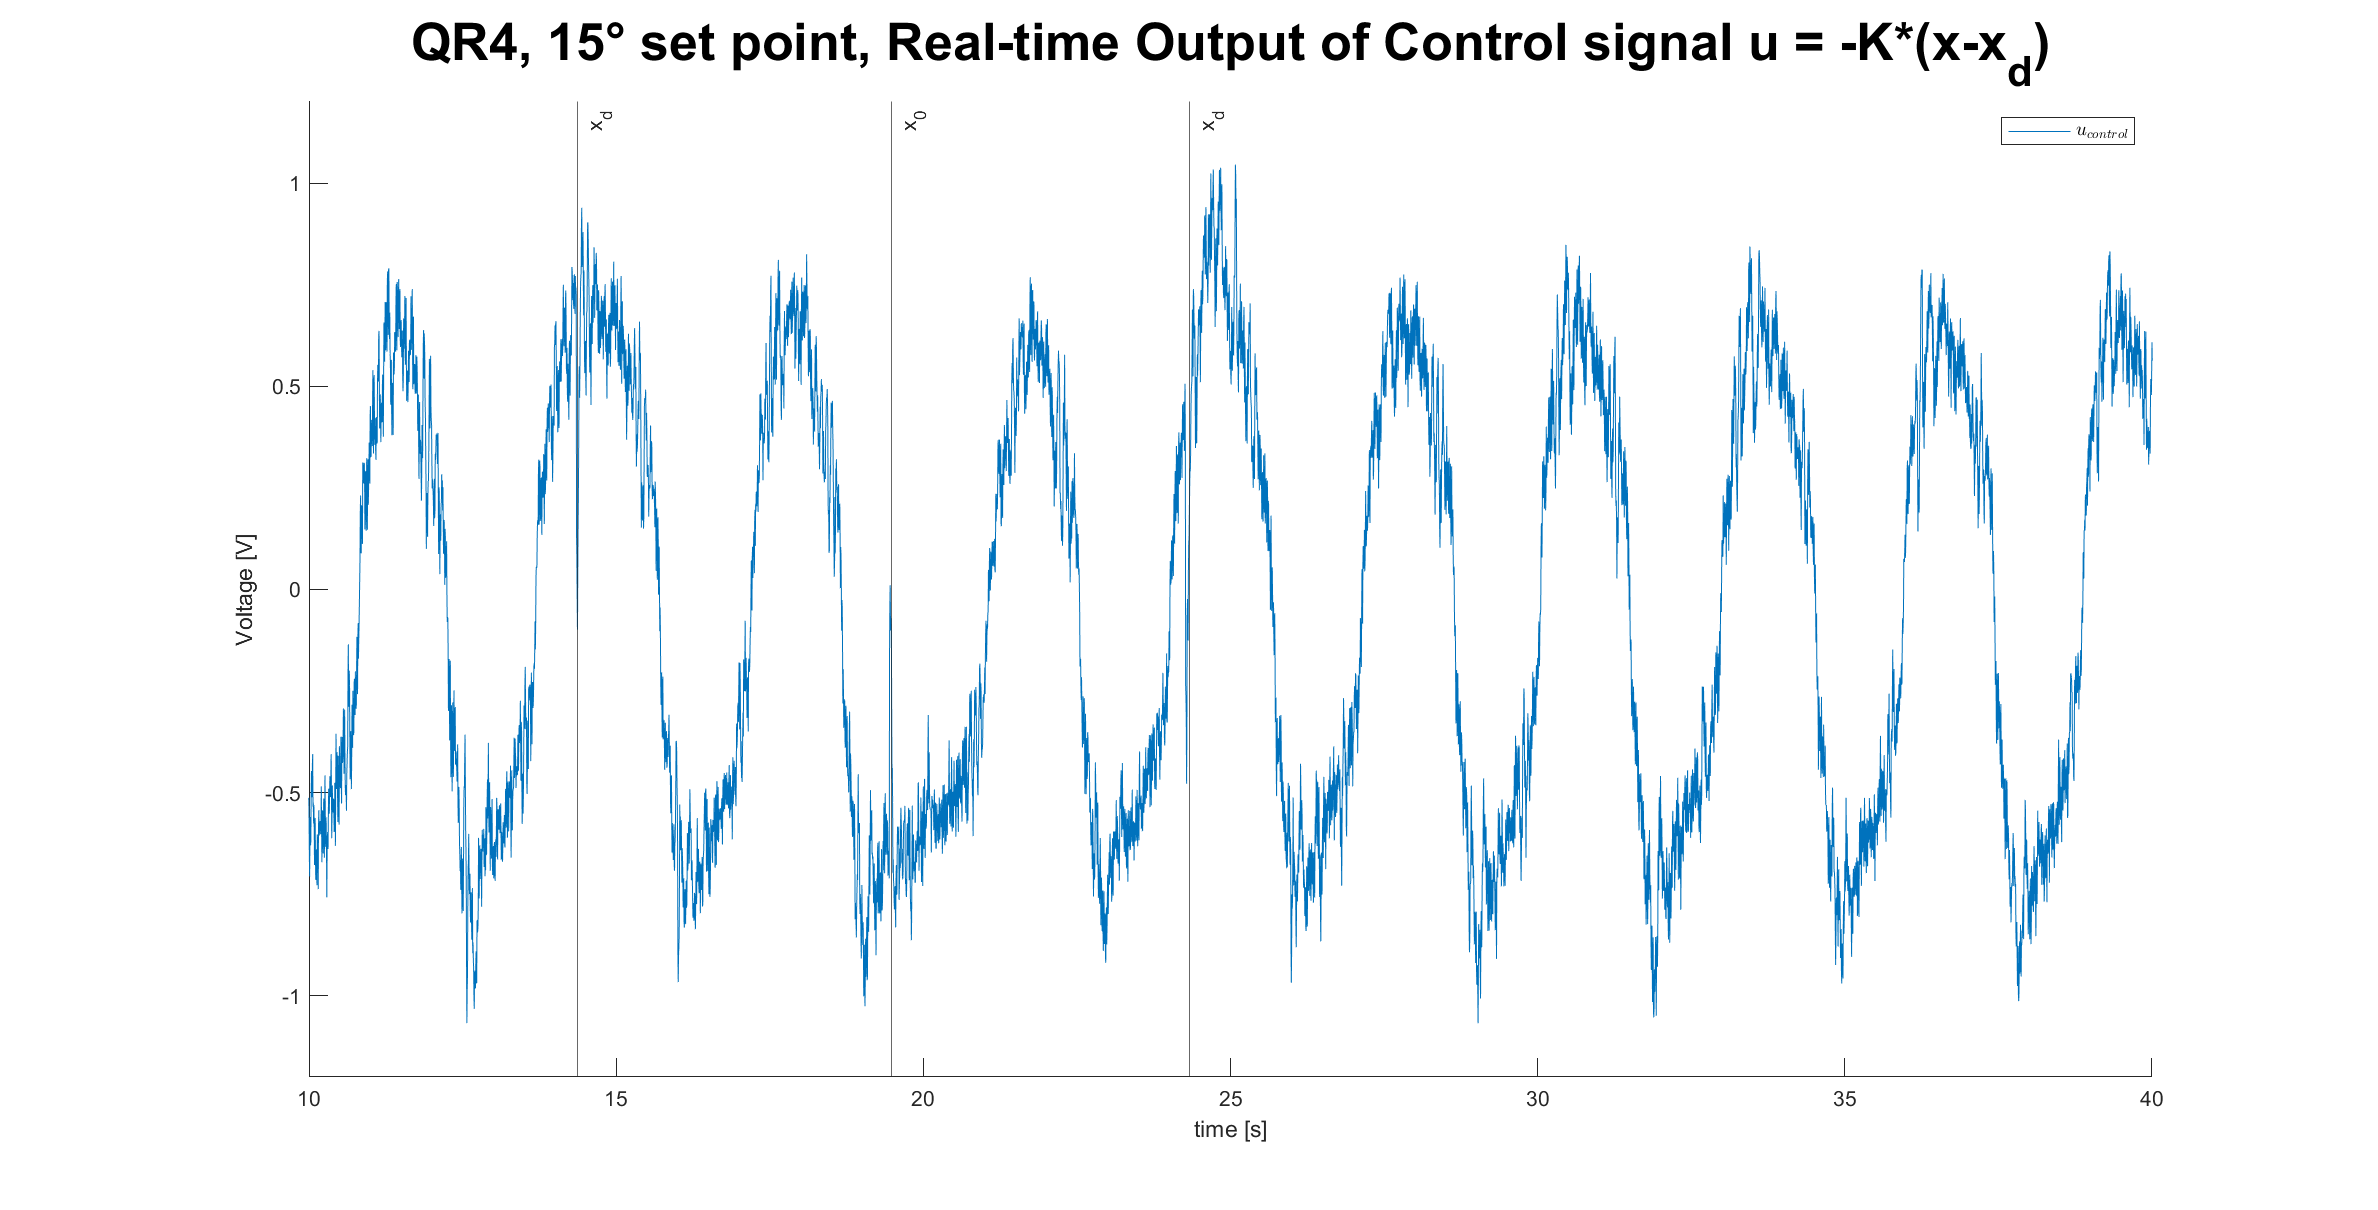 QR4, 15° set point, Real-time Output of Control signal u = -K*(x-x_d)
x_d
x_0
x_d
u_control
1
0.5
0
-0.5
-1
Voltage [V]
10
15
20
25
30
35
40
time [s]